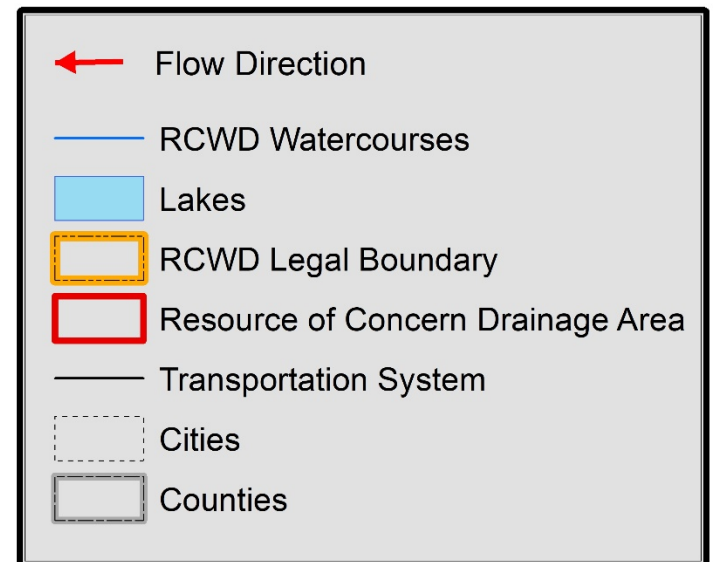 Flow Direction
RCWD Watercourses
Lakes
RCWD Legal Boundary
Resource of Concern Drainage Area
Transportation System
Cities
Counties